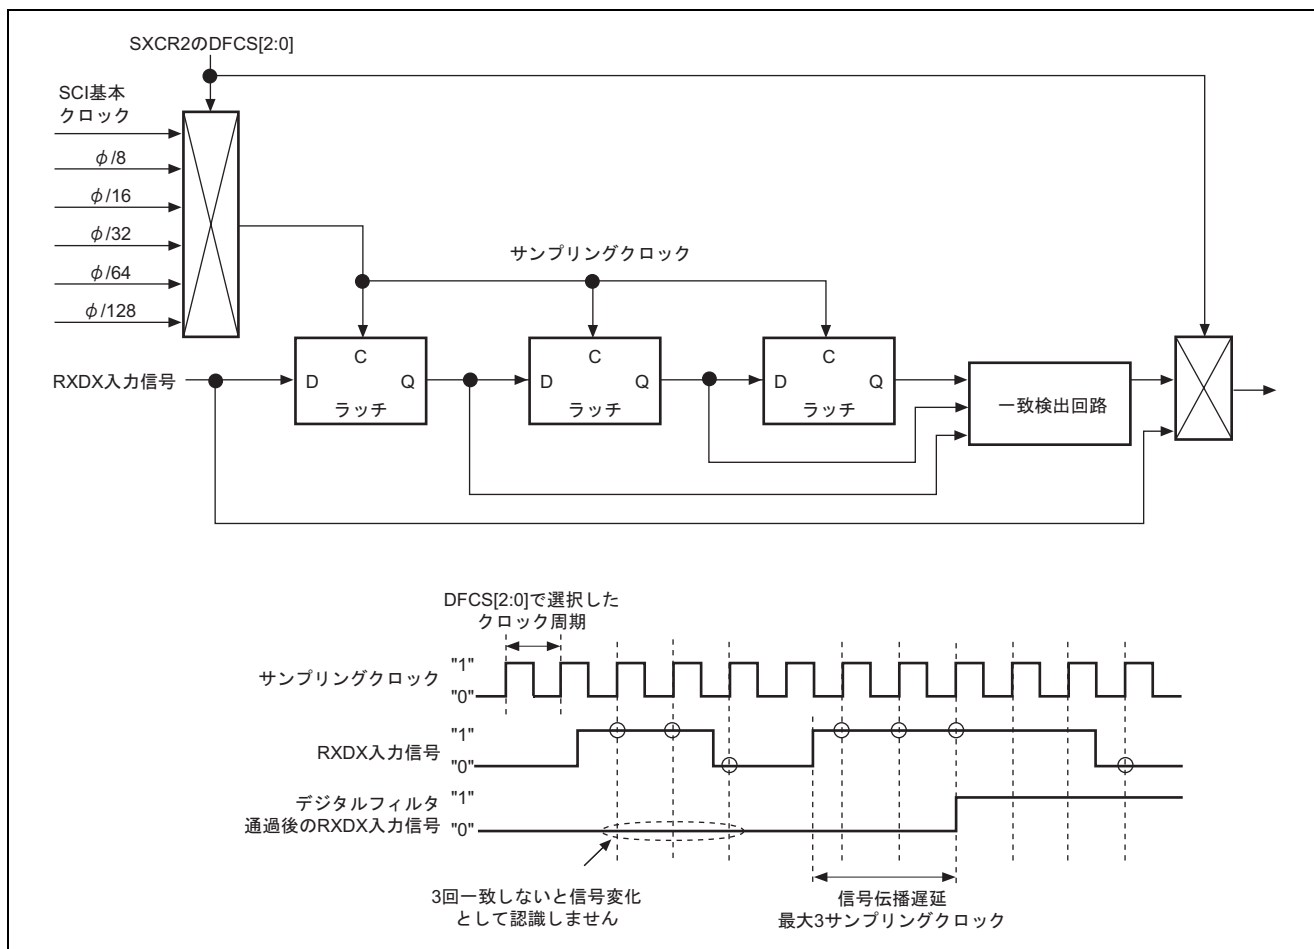 SXCR2のDFCS[2:0]
SCI基本
クロック
φ/8
φ/16
φ/32
φ/64
φ/128
サンプリングクロック
RXDX入力信号
C
D
Q
ラッチ
C
D
Q
ラッチ
C
D
Q
ラッチ
一致検出回路
DFCS[2:0]で選択した
クロック周期
サンプリングクロック
"1"
"0"
RXDX入力信号
"1"
"0"
デジタルフィルタ
通過後のRXDX入力信号
"1"
"0"
3回一致しないと信号変化
として認識しません
信号伝播遅延
最大3サンプリングクロック